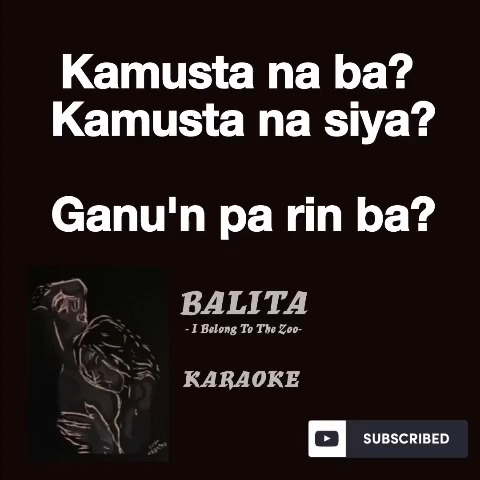 Kamusta na ba?
Kamusta na siya?
Ganu'n pa rin ba?
BALITA
- I Belong To The Zoo-
KARAOKE
SUBSCRIBED